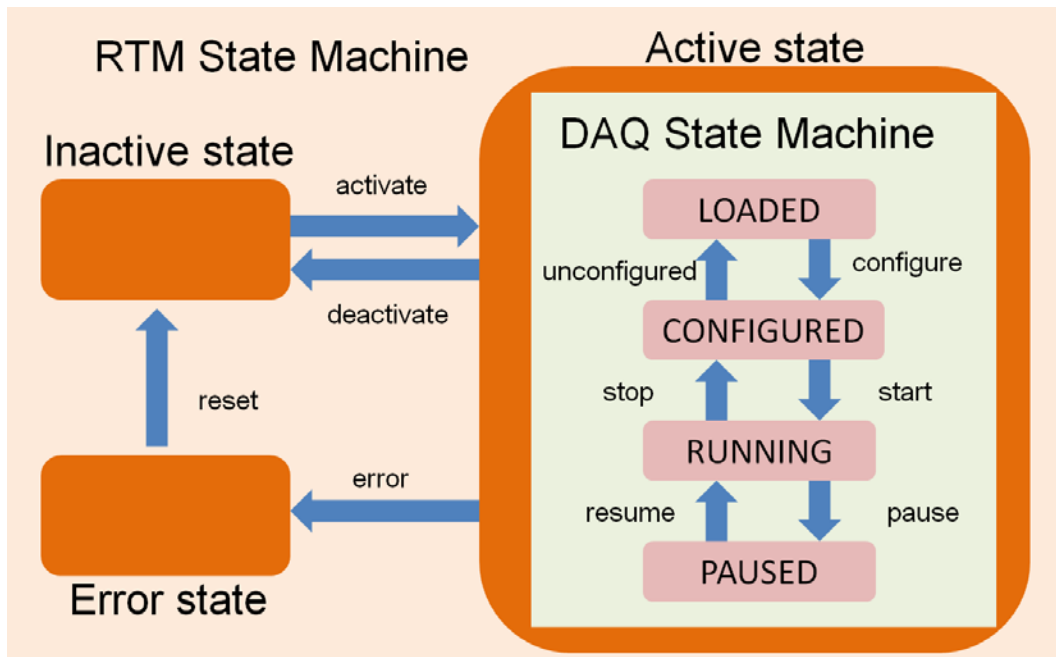 RTM State Machine
Active state
Inactive state
activate
deactivate
reset
error
Error state
DAQ State Machine
LOADED
unconfigured
configure
CONFIGURED
stop
start
RUNNING
resume
pause
PAUSED